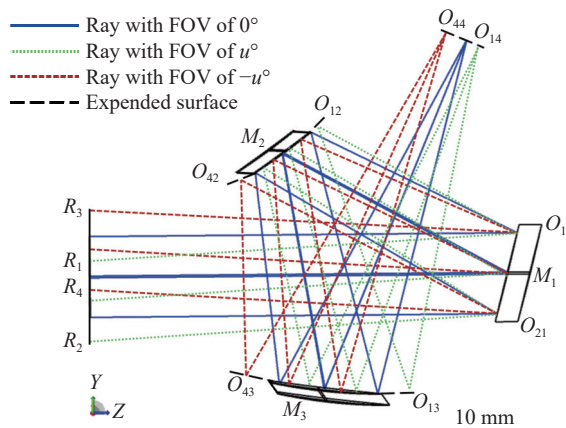 Ray with FOV of 0°
Ray with FOV of u°
Ray with FOV of −u°
Expended surface
O44
O14
O12
M2
O42
R3
R1
R4
R2
O1
M1
O21
O43
M3
O13
Y
Z
10 mm